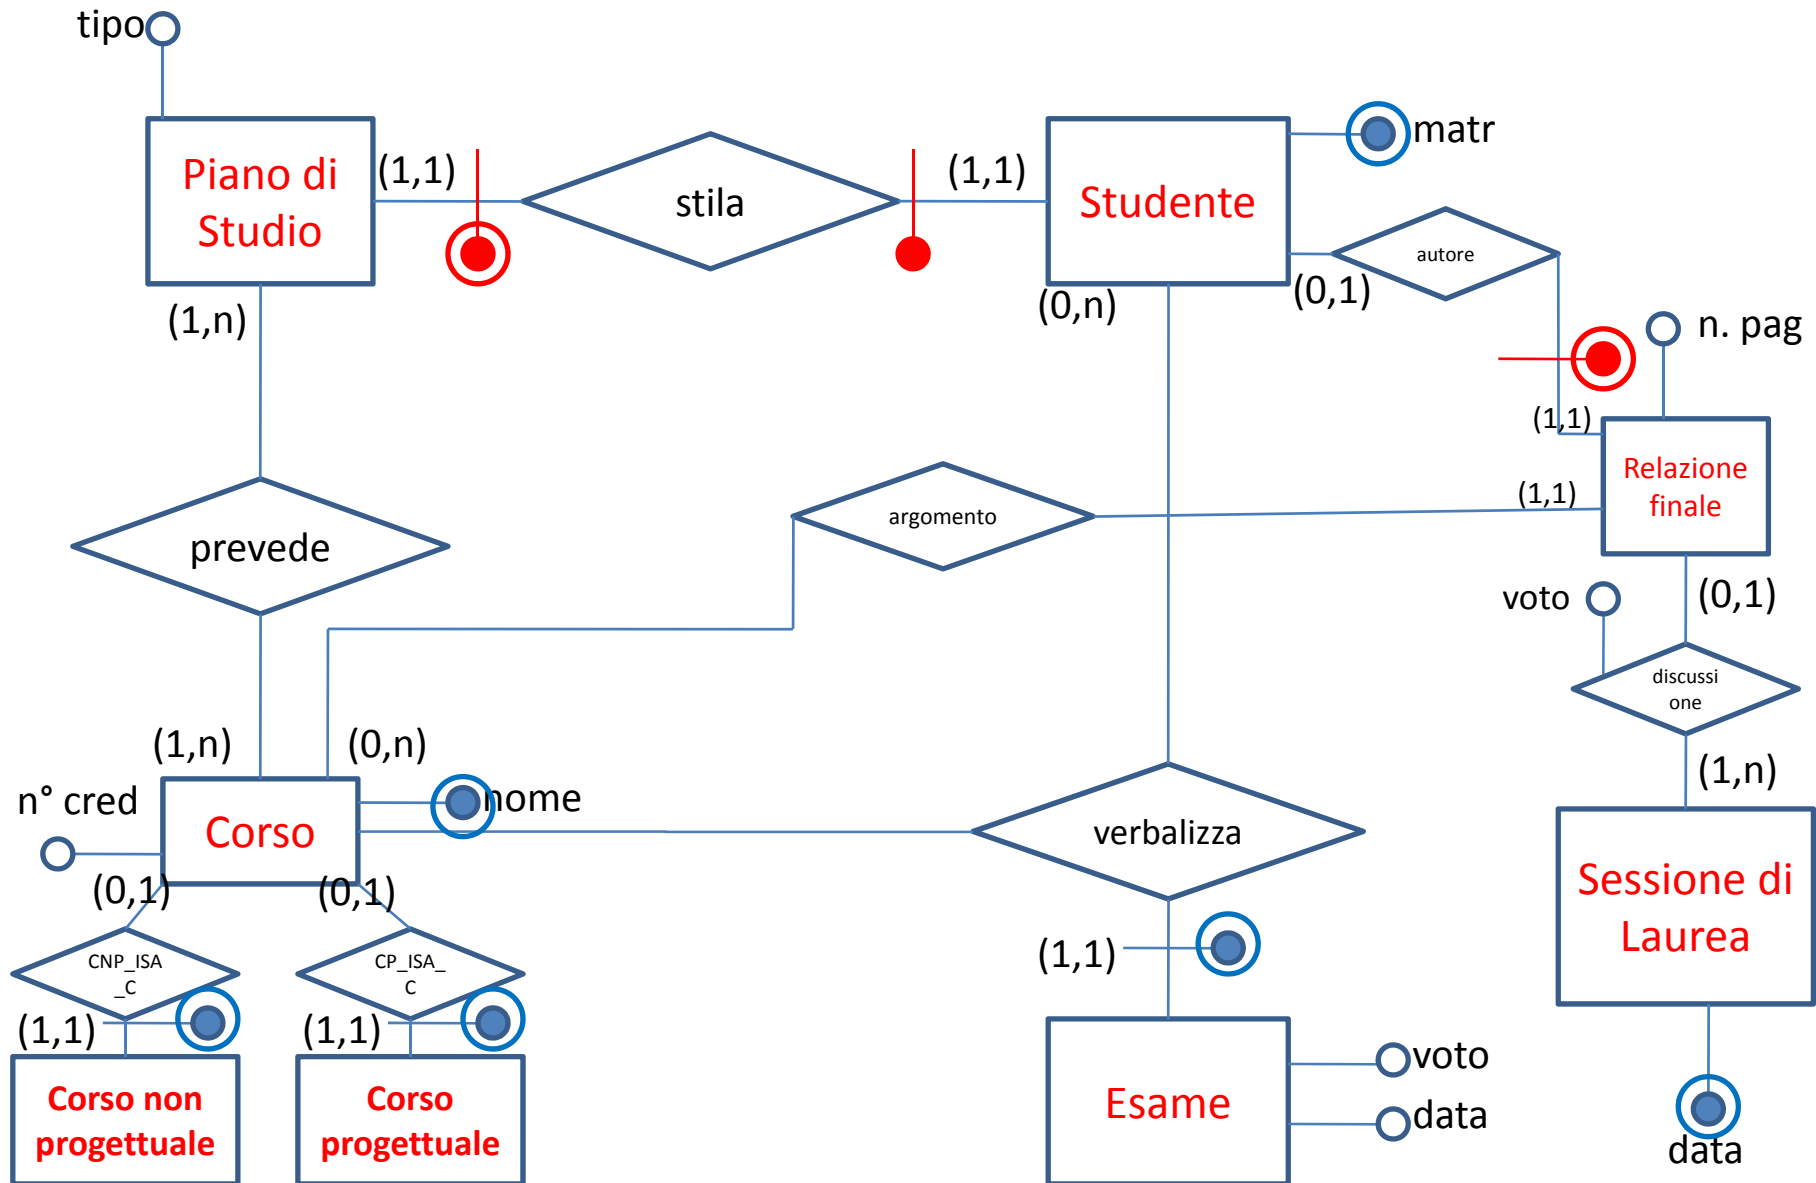 tipo
matr
Piano di
Studio
(1,1)
stila
(1,1)
Studente
autore
(1,n)
(0,n)
(0,1)
n. pag
(1,1)
Relazione
finale
(1,1)
argomento
prevede
voto
(0,1)
discussi
one
(1,n)
(0,n)
(1,n)
n° cred
nome
Corso
verbalizza
Sessione di
Laurea
(0,1)
(0,1)
CNP_ISA
_C
CP_ISA_
C
(1,1)
(1,1)
(1,1)
Corso non
progettuale
Corso
progettuale
Esame
voto
data
data